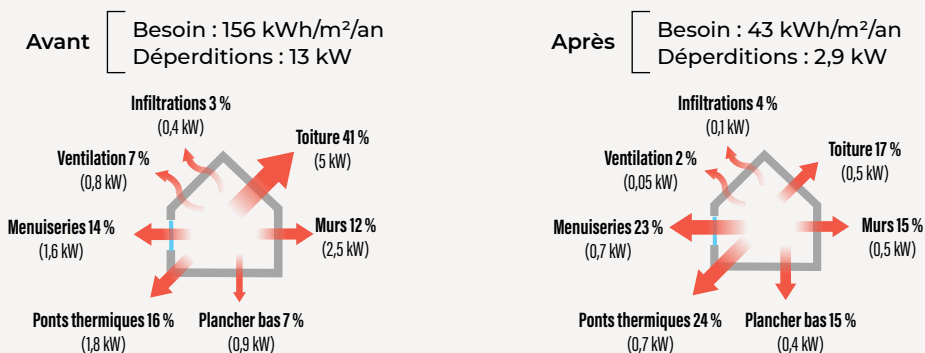 Avant
Besoin : 156 kWh/m²/an
Déperditions : 13 kW
Infiltrations 3 %
(0,4 kW)
Toiture 41 %
(5 kW)
Ventilation 7 %
(0,8 kW)
Menuiseries 14 %
(1,6 kW)
Murs 12 %
(2,5 kW)
Ponts thermiques 16 %
(1,8 kW)
Plancher bas 7 %
(0,9 kW)
Après
Besoin : 43 kWh/m²/an
Déperditions : 2,9 kW
Infiltrations 4 %
(0,1 kW)
Toiture 17 %
(0,5 kW)
Ventilation 2 %
(0,05 kW)
Menuiseries 23 %
(0,7 kW)
Murs 15 %
(0,5 kW)
Ponts thermiques 24 %
(0,7 kW)
Plancher bas 15 %
(0,4 kW)